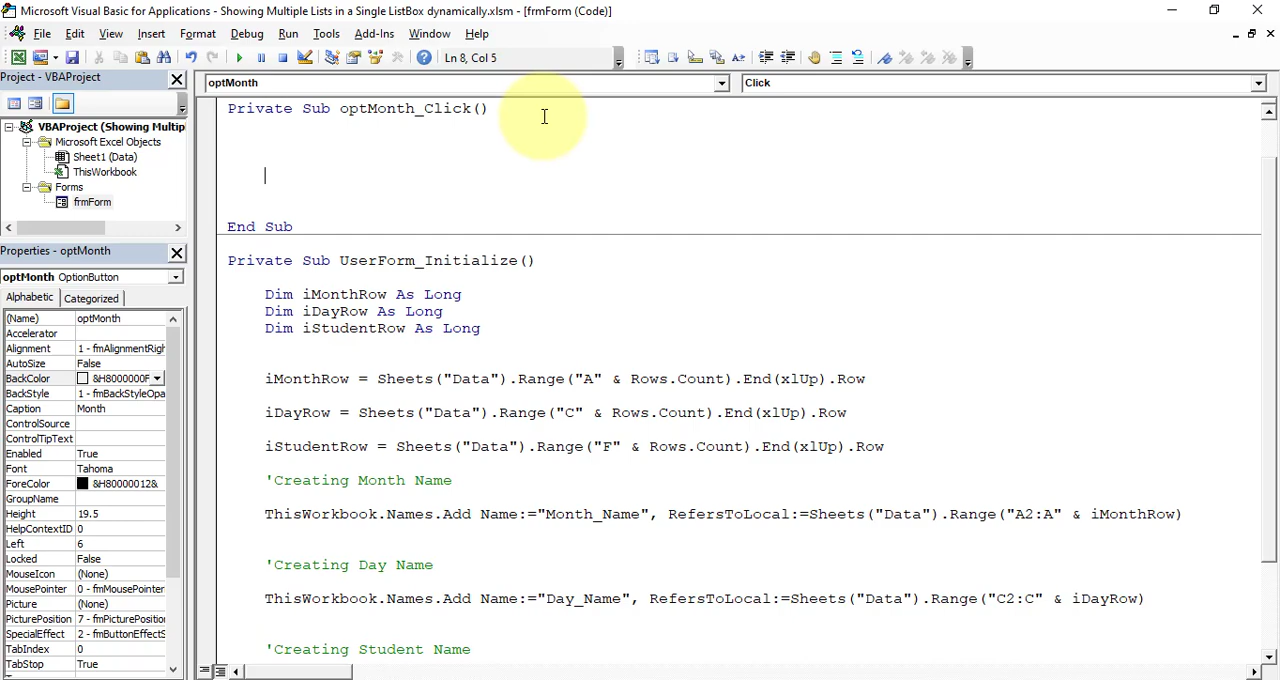 Microsoft Visual Basic for Applications - Showing Multiple Lists in a Single ListBox dynamically.xlsm - [frmForm (Code)]
File Edit View Insert Format Debug Run Tools Add-Ins Window Help
Ln 8, Col 5
Project - VBAProject
VBAProject (Showing Multip
Microsoft Excel Objects
Sheet1 (Data)
ThisWorkbook
Forms
frmForm
Properties - optMonth
optMonth OptionButton
Alphabetic Categorized
(Name) optMonth
Accelerator
Alignment 1 - fmAlignmentRigh
AutoSize False
BackColor &H8000000F
BackStyle 1 - fmBackStyleOpa
Caption Month
ControlSource
ControlTipText
Enabled True
Font Tahoma
ForeColor &H80000012&
GroupName
Height 19.5
HelpContextID 0
Left 6
Locked False
MouseIcon (None)
MousePointer 0 - fmMousePointer
Picture (None)
PicturePosition 7 - fmPicturePositio
SpecialEffect 2 - fmButtonEffectS
TabIndex 0
TabStop True
optMonth Click
Private Sub optMonth_Click()
End Sub
Private Sub UserForm_Initialize()
Dim iMonthRow As Long
Dim iDayRow As Long
Dim iStudentRow As Long
iMonthRow = Sheets("Data").Range("A" & Rows.Count).End(xlUp).Row
iDayRow = Sheets("Data").Range("C" & Rows.Count).End(xlUp).Row
iStudentRow = Sheets("Data").Range("F" & Rows.Count).End(xlUp).Row
'Creating Month Name
ThisWorkbook.Names.Add Name:="Month_Name", RefersToLocal:=Sheets("Data").Range("A2:A" & iMonthRow)
'Creating Day Name
ThisWorkbook.Names.Add Name:="Day_Name", RefersToLocal:=Sheets("Data").Range("C2:C" & iDayRow)
'Creating Student Name